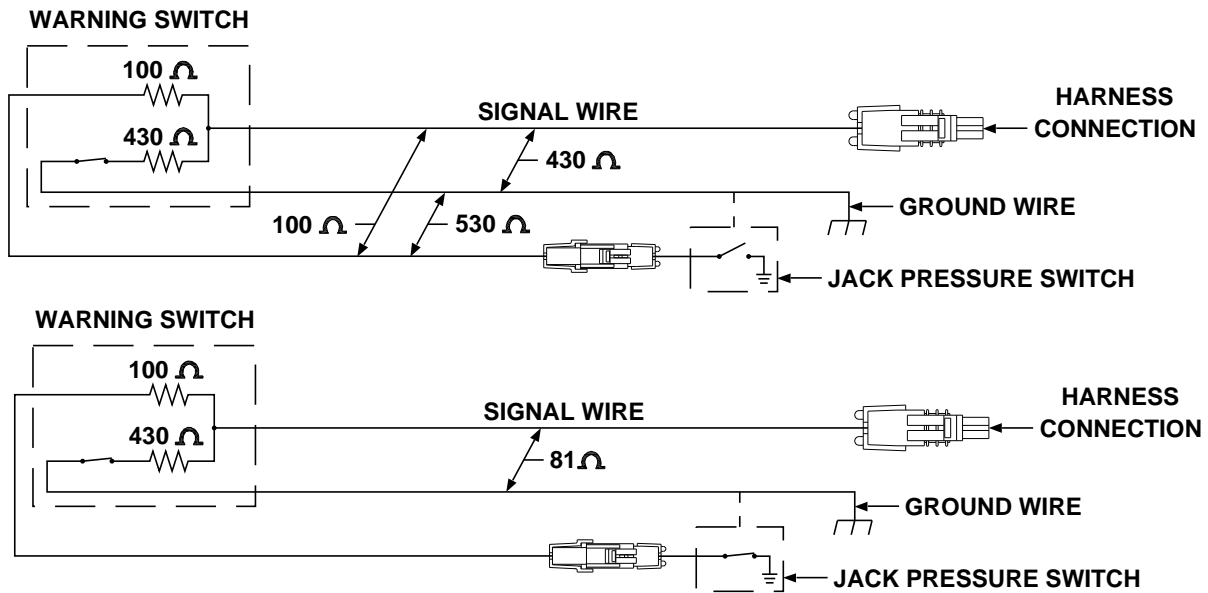 WARNING SWITCH
100 Ω
430 Ω
SIGNAL WIRE
HARNESS
CONNECTION
430 Ω
100 Ω
530 Ω
GROUND WIRE
JACK PRESSURE SWITCH
WARNING SWITCH
100 Ω
430 Ω
SIGNAL WIRE
HARNESS
CONNECTION
81Ω
GROUND WIRE
JACK PRESSURE SWITCH